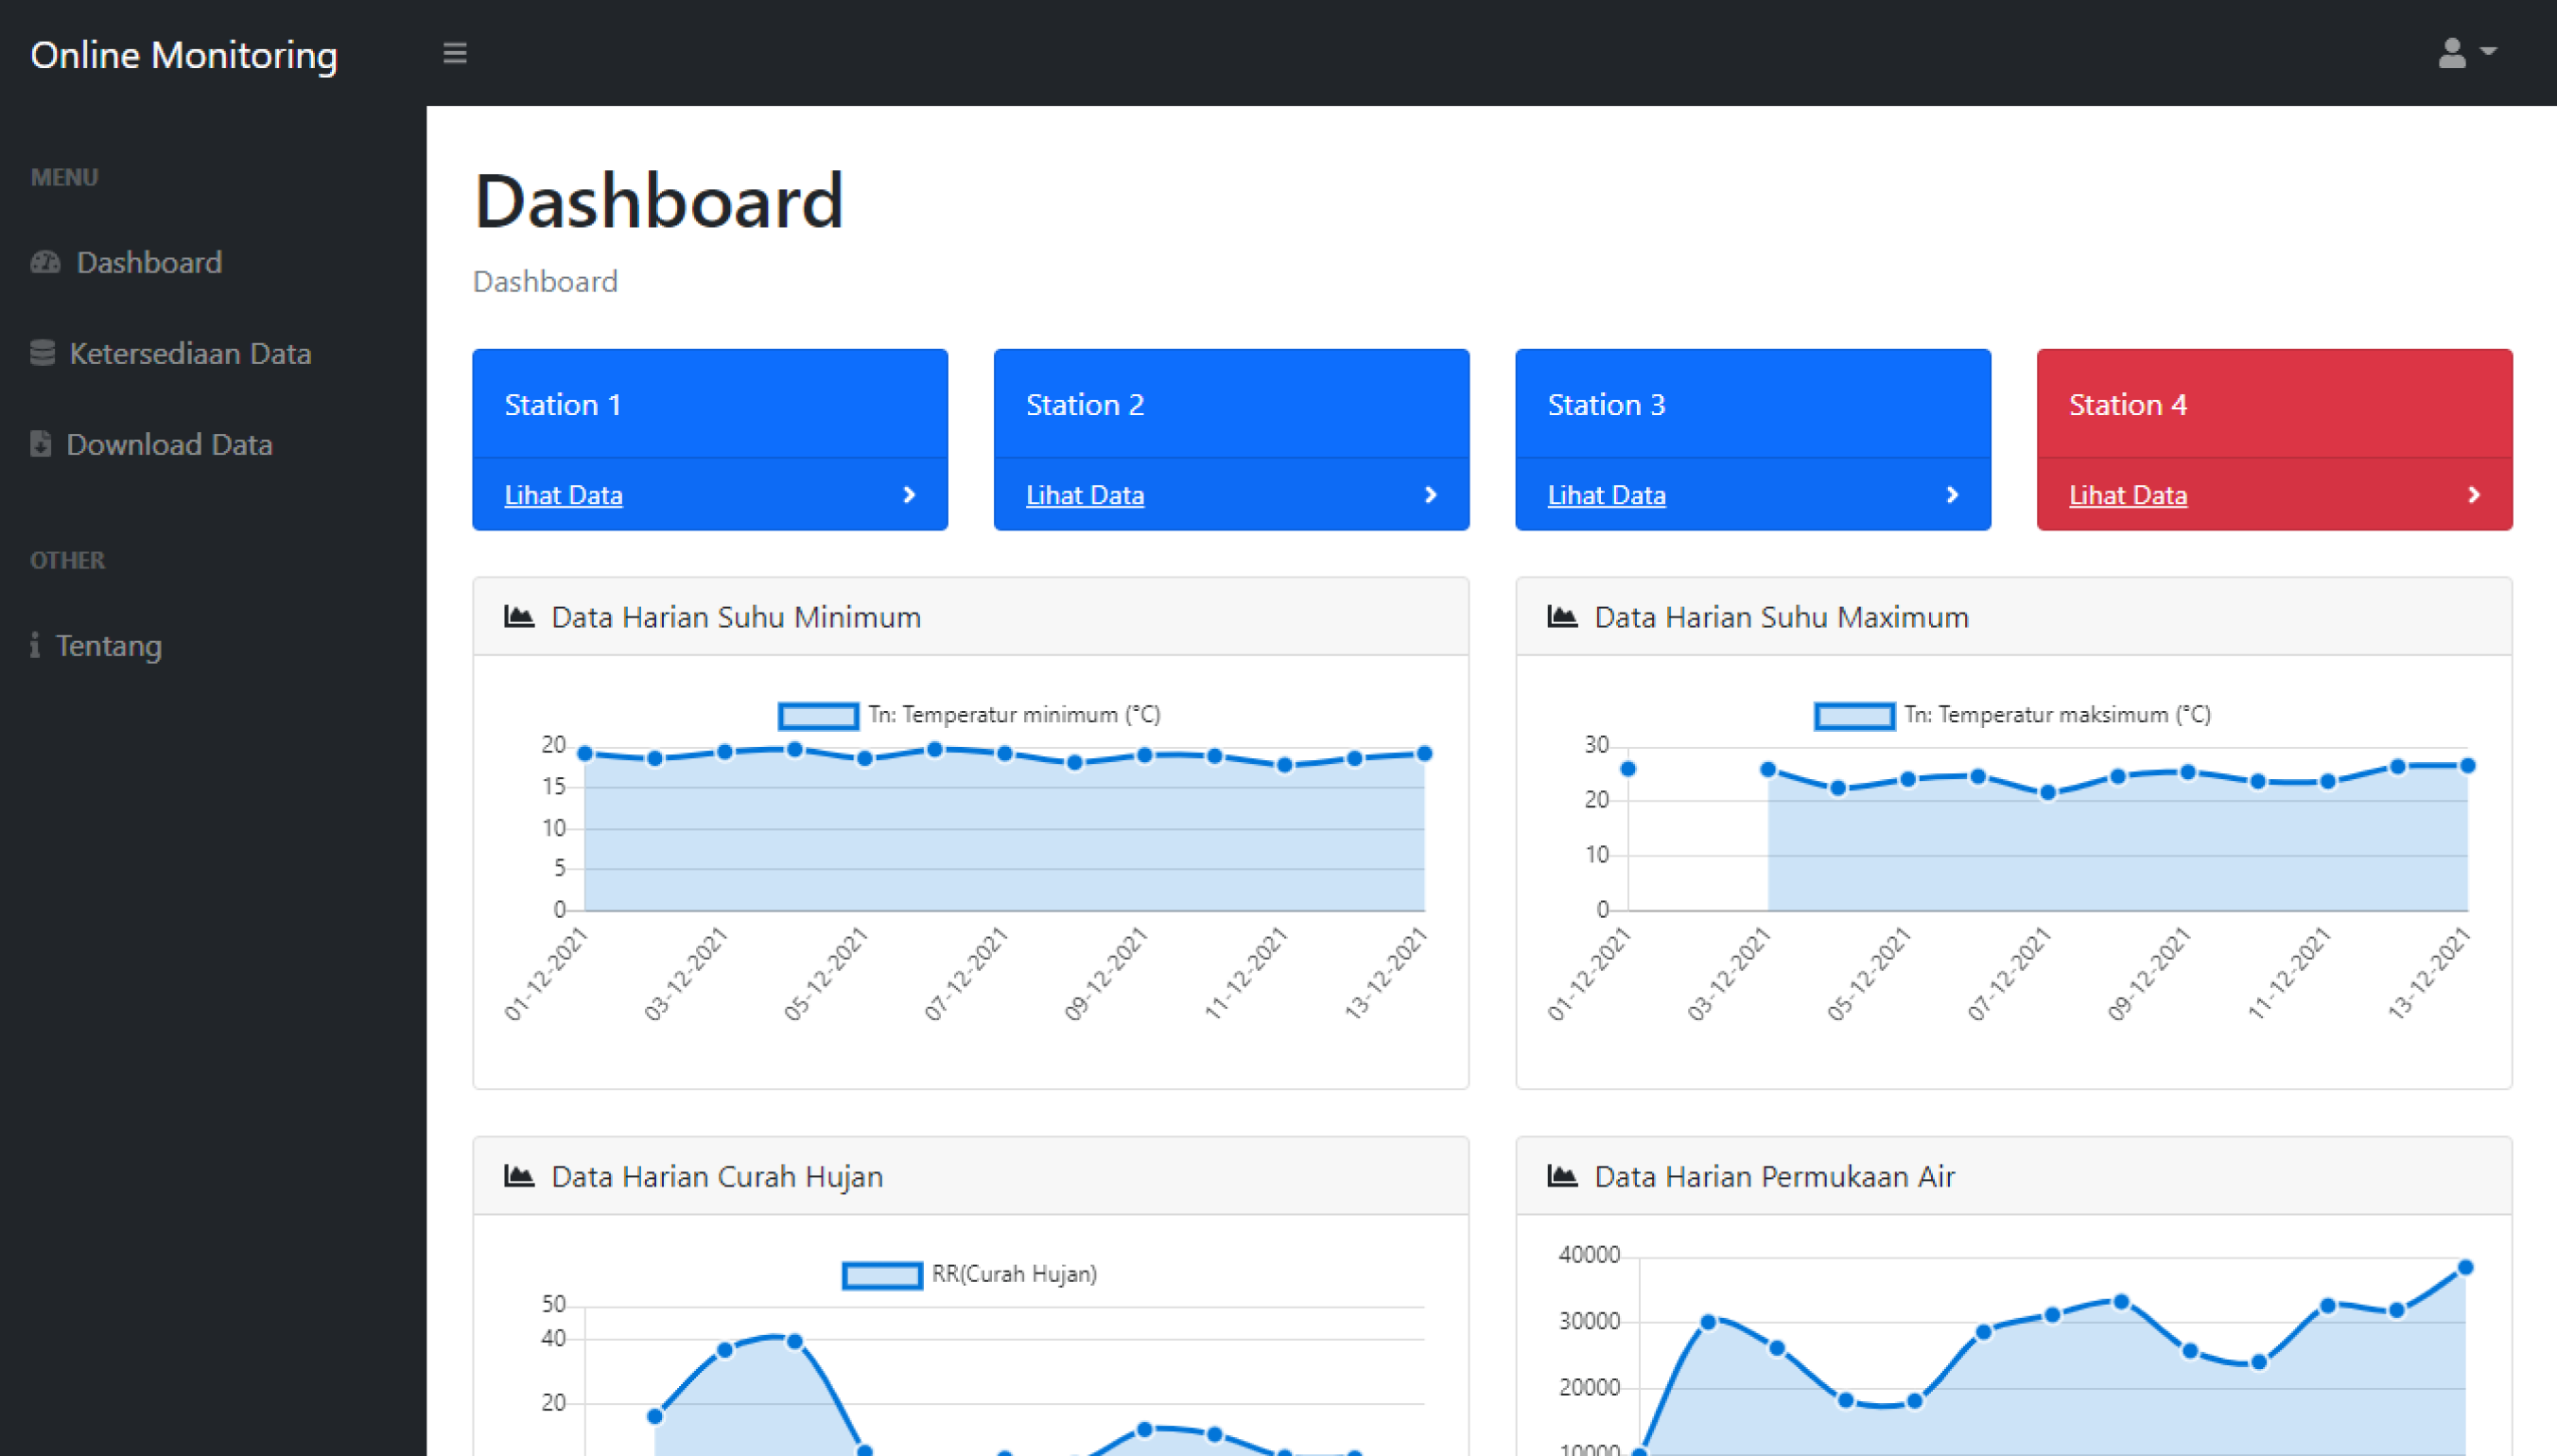 Online Monitoring
MENU
Dashboard
Ketersediaan Data
Download Data
OTHER
Tentang
Dashboard
Dashboard
Station 1
Lihat Data
Station 2
Lihat Data
Station 3
Lihat Data
Station 4
Lihat Data
Data Harian Suhu Minimum
Tn: Temperatur minimum (°C)
20
15
10
5
0
01-12-2021
03-12-2021
05-12-2021
07-12-2021
09-12-2021
11-12-2021
13-12-2021
Data Harian Suhu Maximum
Tn: Temperatur maksimum (°C)
30
20
10
0
01-12-2021
03-12-2021
05-12-2021
07-12-2021
09-12-2021
11-12-2021
13-12-2021
Data Harian Curah Hujan
RR(Curah Hujan)
50
40
20
Data Harian Permukaan Air
40000
30000
20000
10000